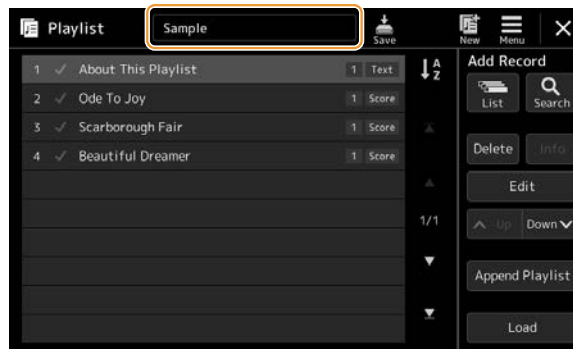 Playlist Sample Save New Menu
1 About This Playlist 1 Text
2 Ode To Joy 1 Score
3 Scarborough Fair 1 Score
4 Beautiful Dreamer 1 Score
1/1
A
Z
Add Record
List Search
Delete Info
Edit
Up Down
Append Playlist
Load